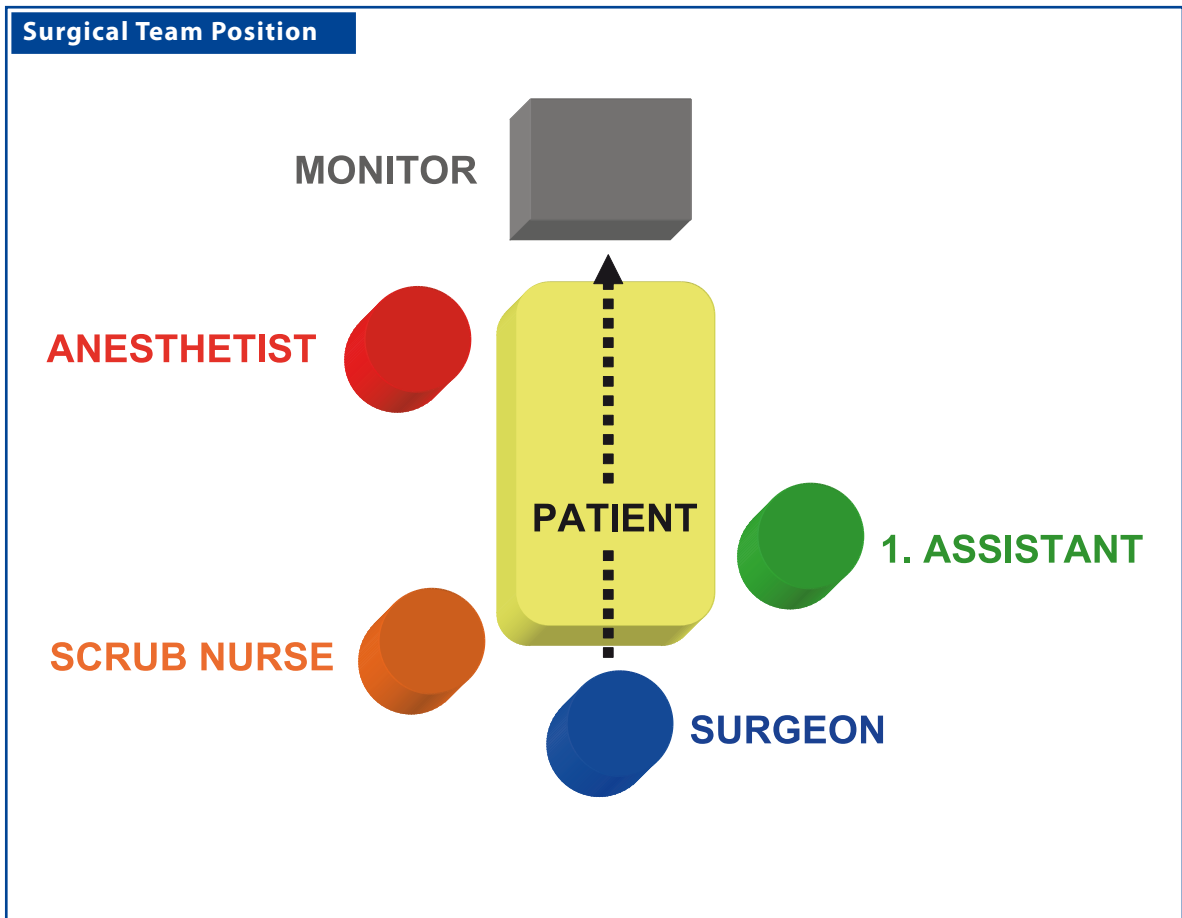 Surgical Team Position
MONITOR
ANESTHETIST
PATIENT
1. ASSISTANT
SCRUB NURSE
SURGEON